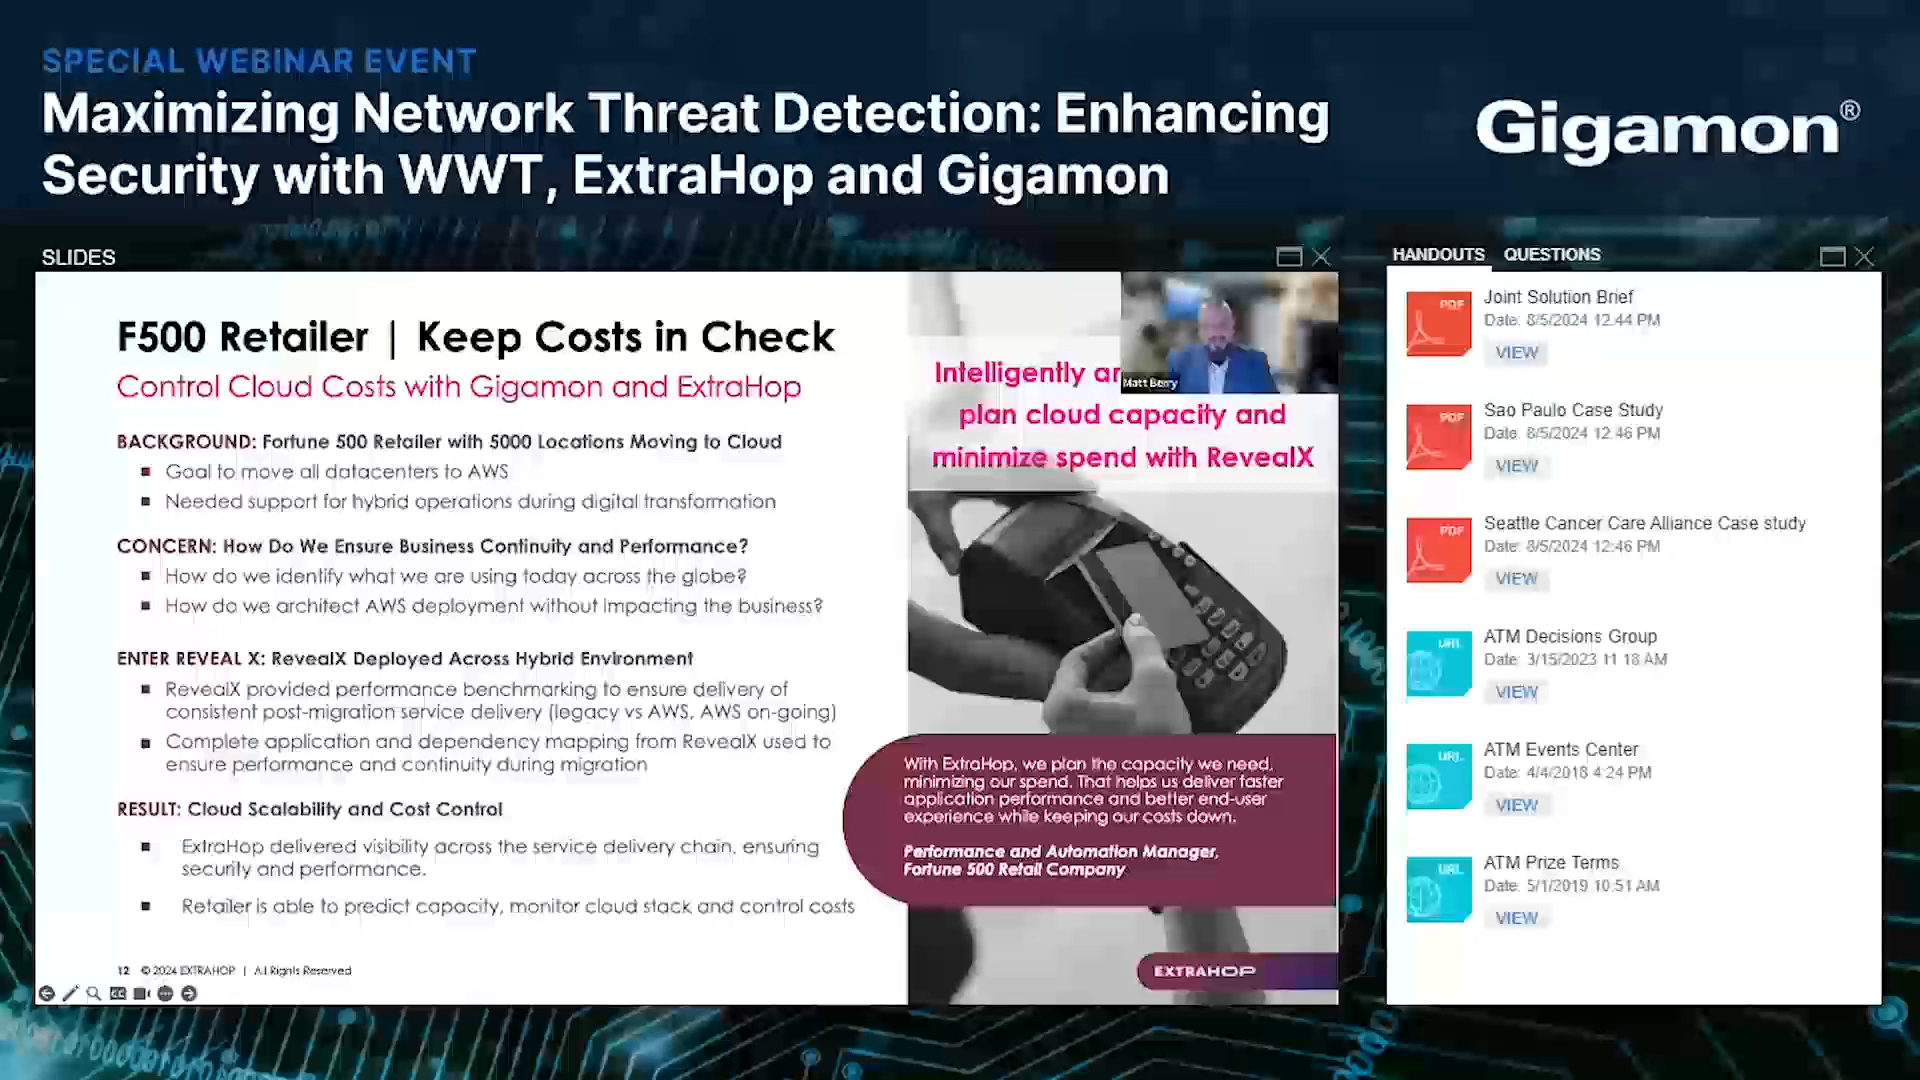 SPECIAL WEBINAR EVENT
Maximizing Network Threat Detection: Enhancing
Security with WWT, ExtraHop and Gigamon
Gigamon®
SLIDES
F500 Retailer | Keep Costs in Check
Control Cloud Costs with Gigamon and ExtraHop
BACKGROUND: Fortune 500 Retailer with 5000 Locations Moving to Cloud
■ Goal to move all datacenters to AWS
■ Needed support for hybrid operations during digital transformation
CONCERN: How Do We Ensure Business Continuity and Performance?
■ How do we identify what we are using today across the globe?
■ How do we architect AWS deployment without impacting the business?
ENTER REVEAL X: RevealX Deployed Across Hybrid Environment
■ RevealX provided performance benchmarking to ensure delivery of
consistent post-migration service delivery (legacy vs AWS, AWS on-going)
■ Complete application and dependency mapping from RevealX used to
ensure performance and continuity during migration
RESULT: Cloud Scalability and Cost Control
■ ExtraHop delivered visibility across the service delivery chain, ensuring
security and performance.
■ Retailer is able to predict capacity, monitor cloud stack and control costs
12 © 2024 EXTRAHOP | All Rights Reserved
Intelligently
plan cloud capacity and
minimize spend with RevealX
Matt Berry
With ExtraHop, we plan the capacity we need,
minimizing our spend. That helps us deliver faster
application performance and better end-user
experience while keeping our costs down.
Performance and Automation Manager,
Fortune 500 Retail Company
EXTRAHOP
HANDOUTS QUESTIONS
PDF
Joint Solution Brief
Date: 8/5/2024 12:44 PM
VIEW
PDF
Sao Paulo Case Study
Date: 8/5/2024 12:46 PM
VIEW
PDF
Seattle Cancer Care Alliance Case study
Date: 8/5/2024 12:46 PM
VIEW
URL
ATM Decisions Group
Date: 3/15/2023 11:18 AM
VIEW
URL
ATM Events Center
Date: 4/4/2018 4:24 PM
VIEW
URL
ATM Prize Terms
Date: 5/1/2019 10:51 AM
VIEW